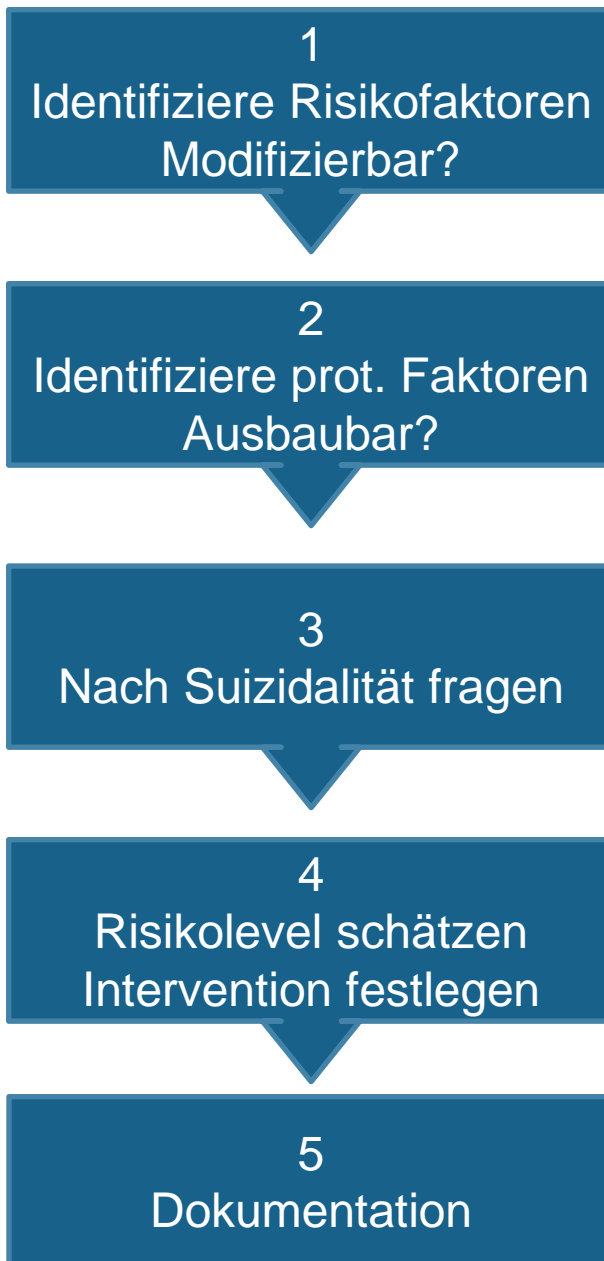 1
Identifiziere Risikofaktoren
Modifizierbar?
2
Identifiziere prot. Faktoren
Ausbaubar?
3
Nach Suizidalität fragen
4
Risikolevel schätzen
Intervention festlegen
5
Dokumentation